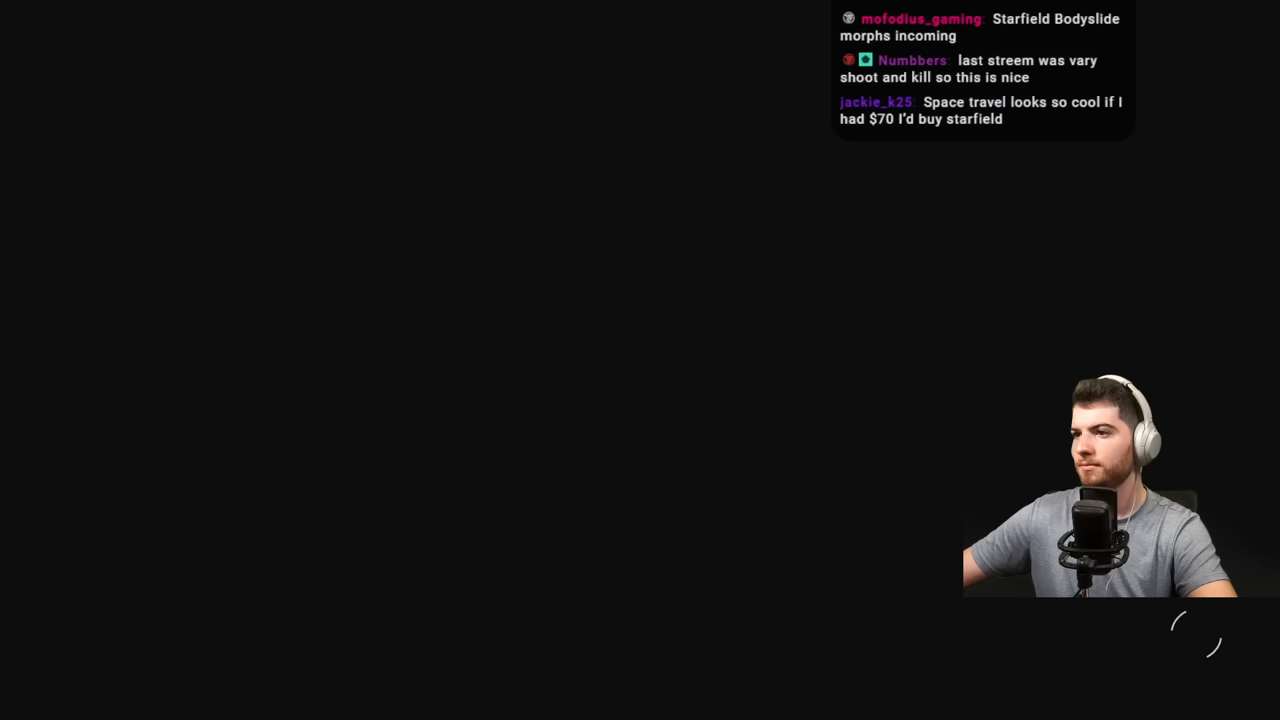 mofodius_gaming: Starfield Bodyslide
morphs incoming
Numbbers: last streem was vary
shoot and kill so this is nice
jackie_k25: Space travel looks so cool if I
had $70 I'd buy starfield